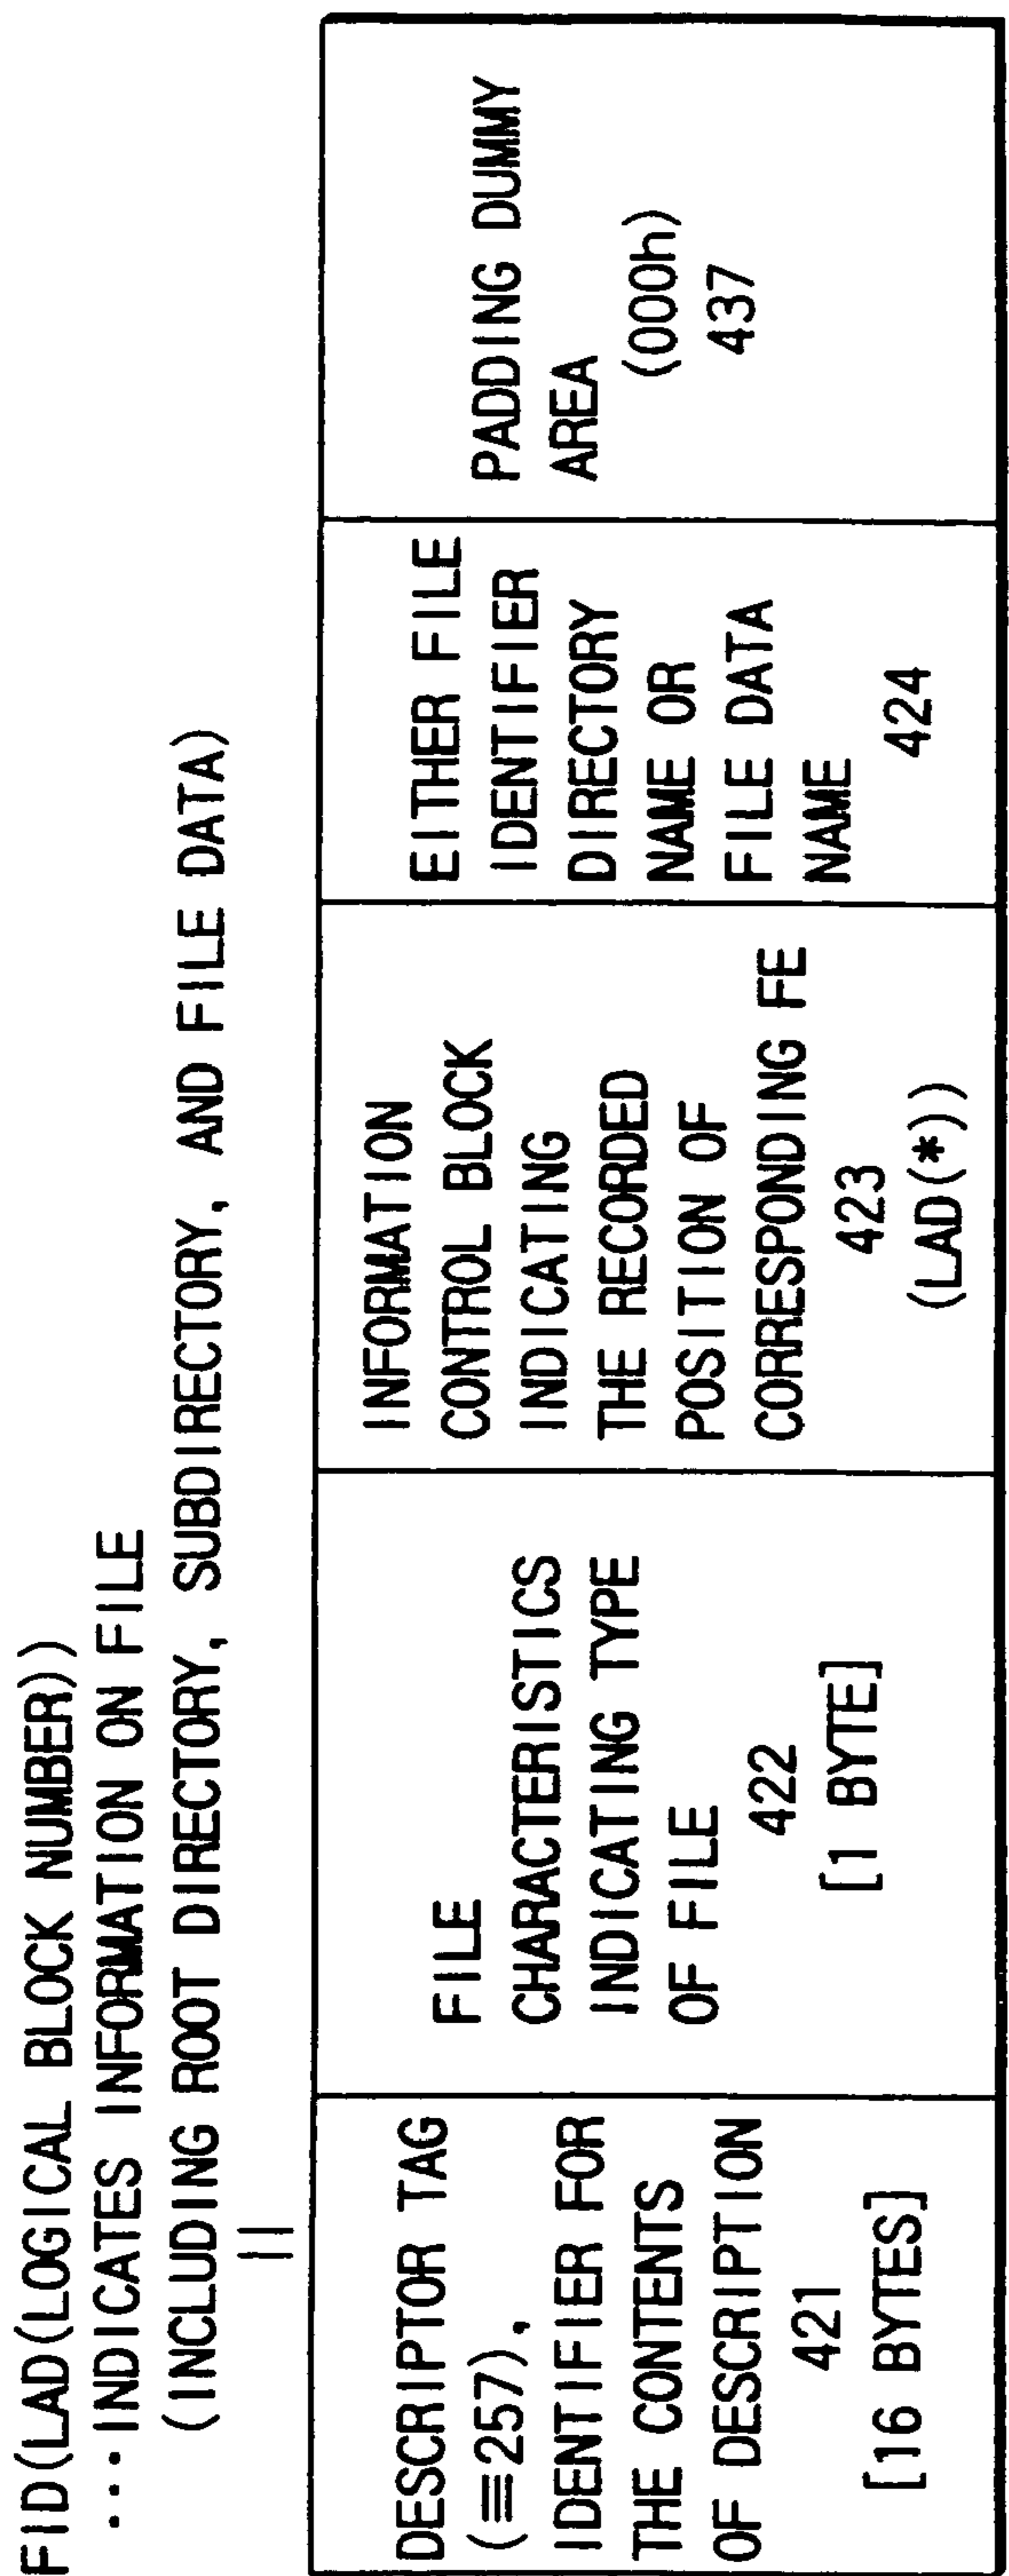 FID(LAD(LOGICAL BLOCK NUMBER))
···INDICATES INFORMATION ON FILE
(INCLUDING ROOT DIRECTORY, SUBDIRECTORY, AND FILE DATA)
||
DESCRIPTOR TAG
(≡257),
IDENTIFIER FOR
THE CONTENTS
OF DESCRIPTION
421
[16 BYTES]
FILE
CHARACTERISTICS
INDICATING TYPE
OF FILE
422
[1 BYTE]
INFORMATION
CONTROL BLOCK
INDICATING
THE RECORDED
POSITION OF
CORRESPONDING FE
423
(LAD(*))
EITHER FILE
IDENTIFIER
DIRECTORY
NAME OR
FILE DATA
NAME
424
PADDING DUMMY
AREA
(000h)
437